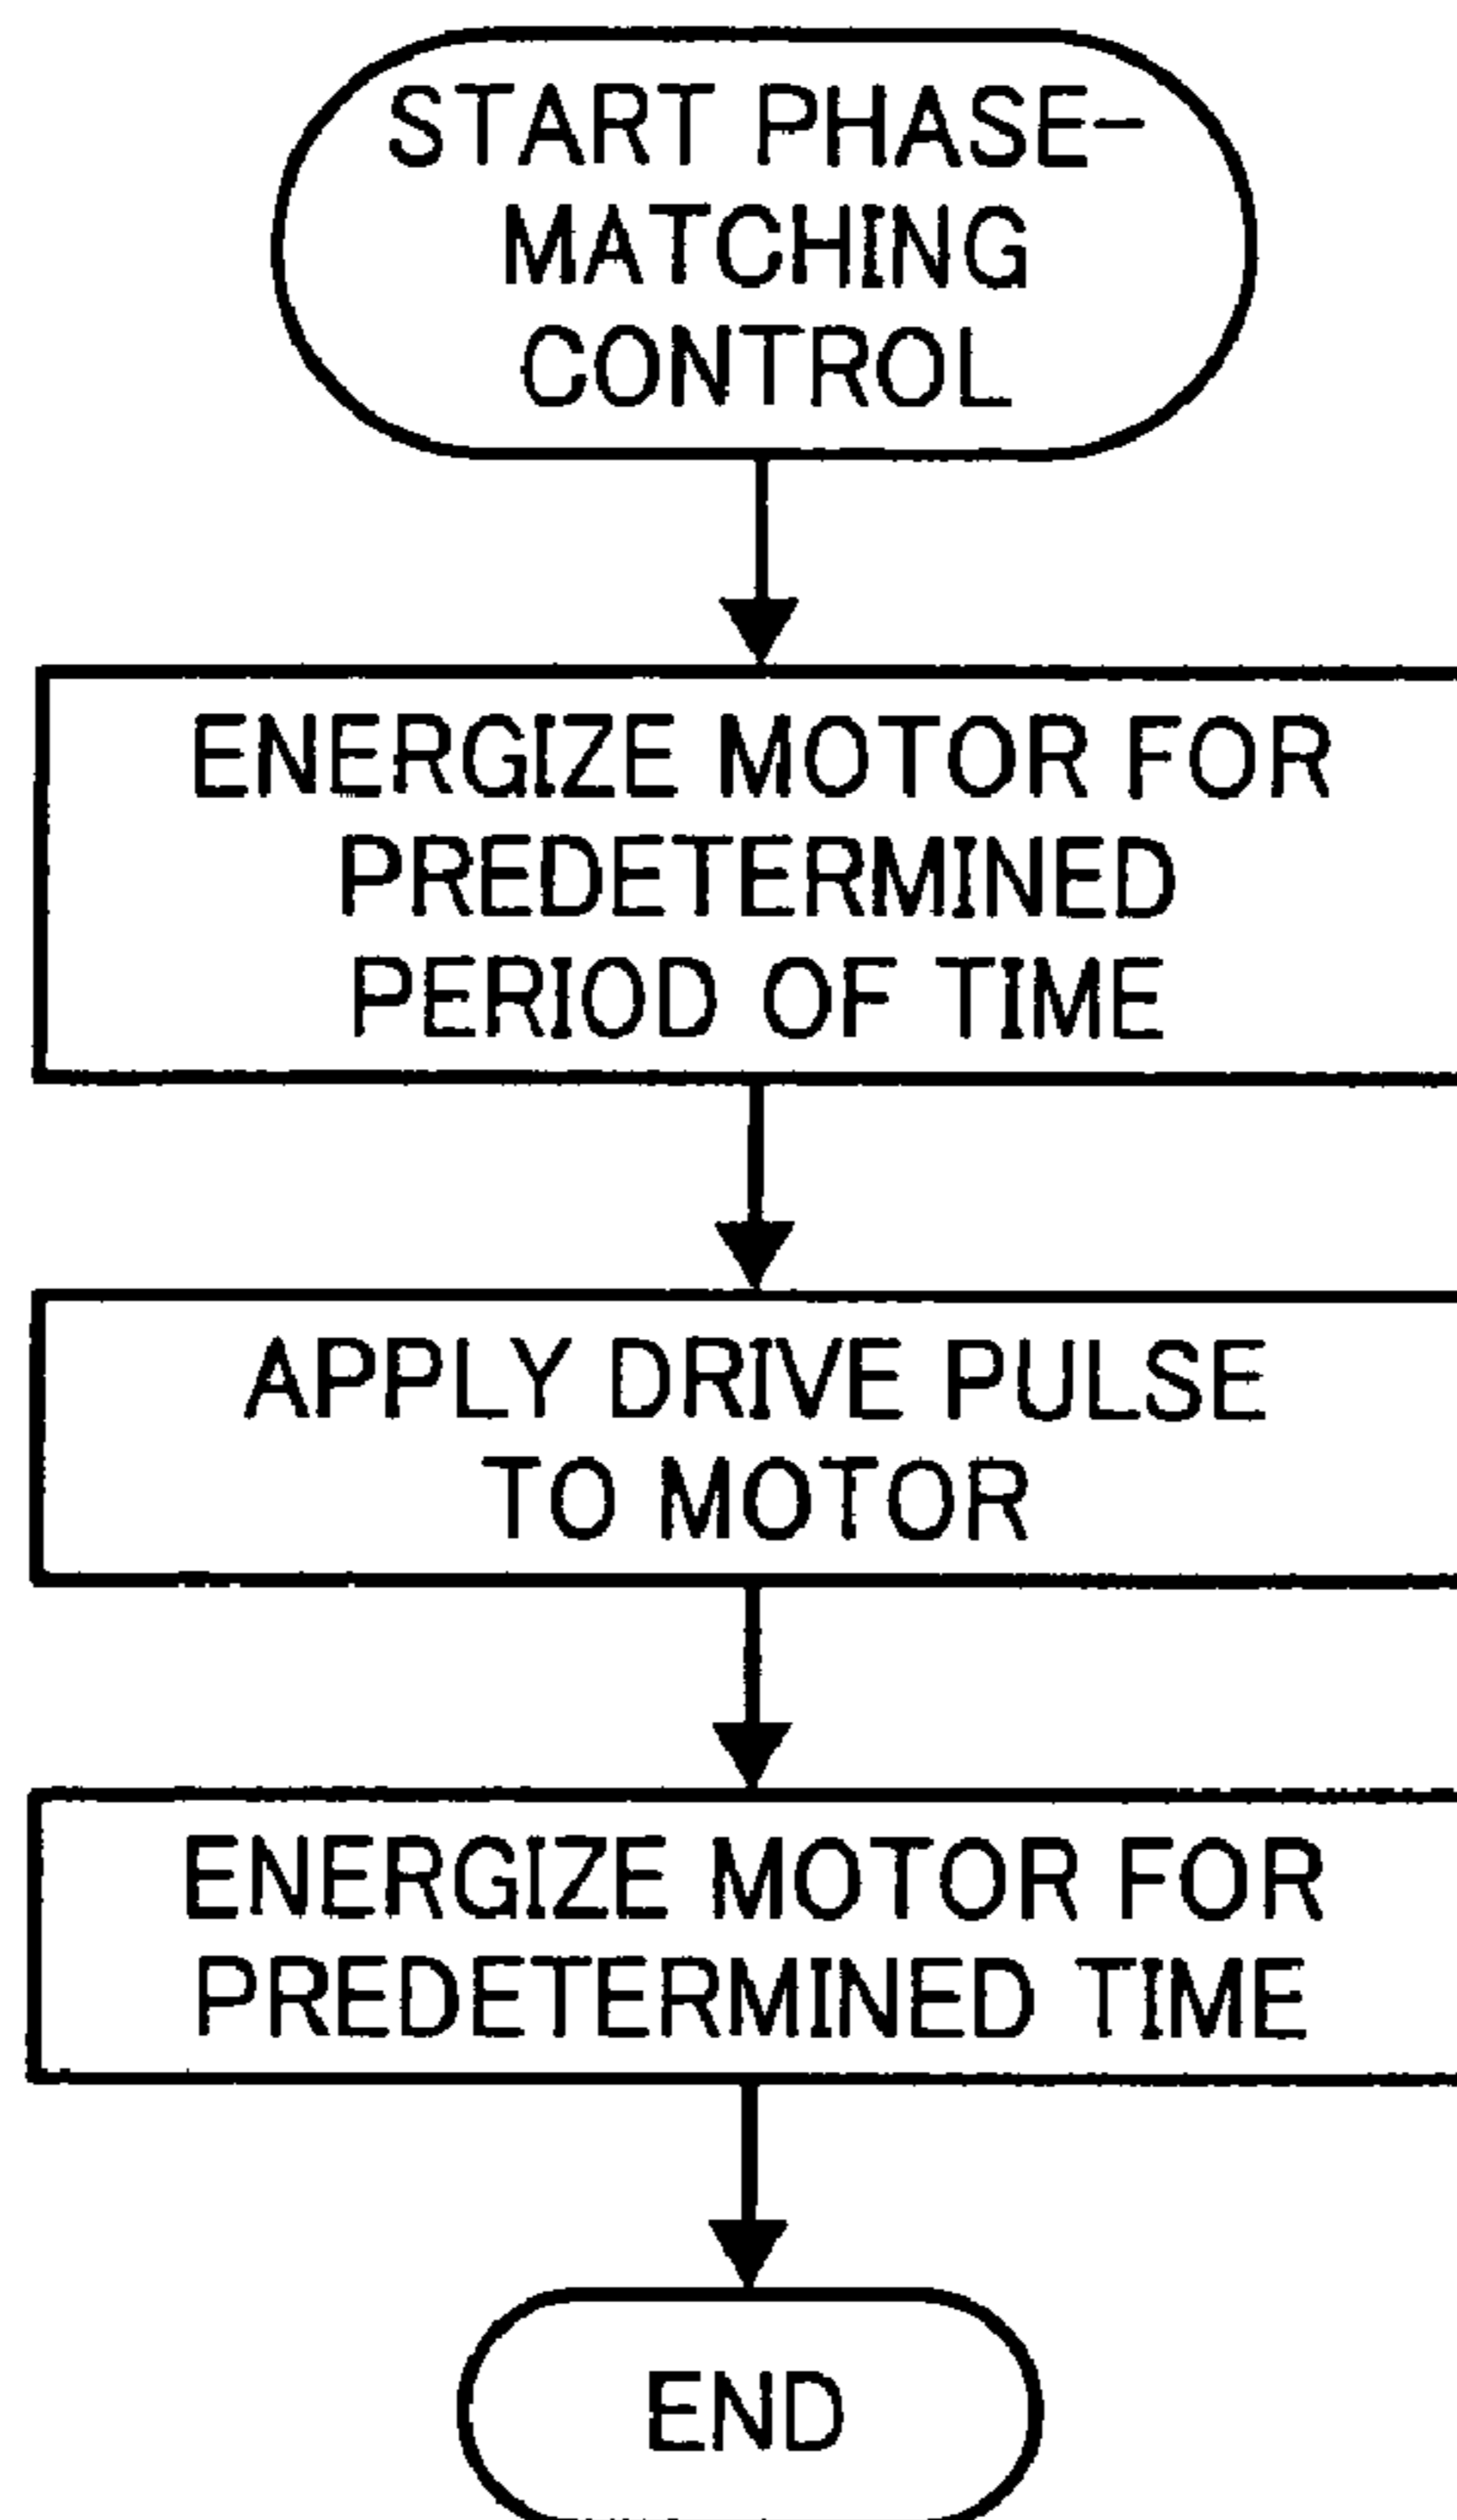 START PHASE-
MATCHING
CONTROL
ENERGIZE MOTOR FOR
PREDETERMINED
PERIOD OF TIME
APPLY DRIVE PULSE
TO MOTOR
ENERGIZE MOTOR FOR
PREDETERMINED TIME
END